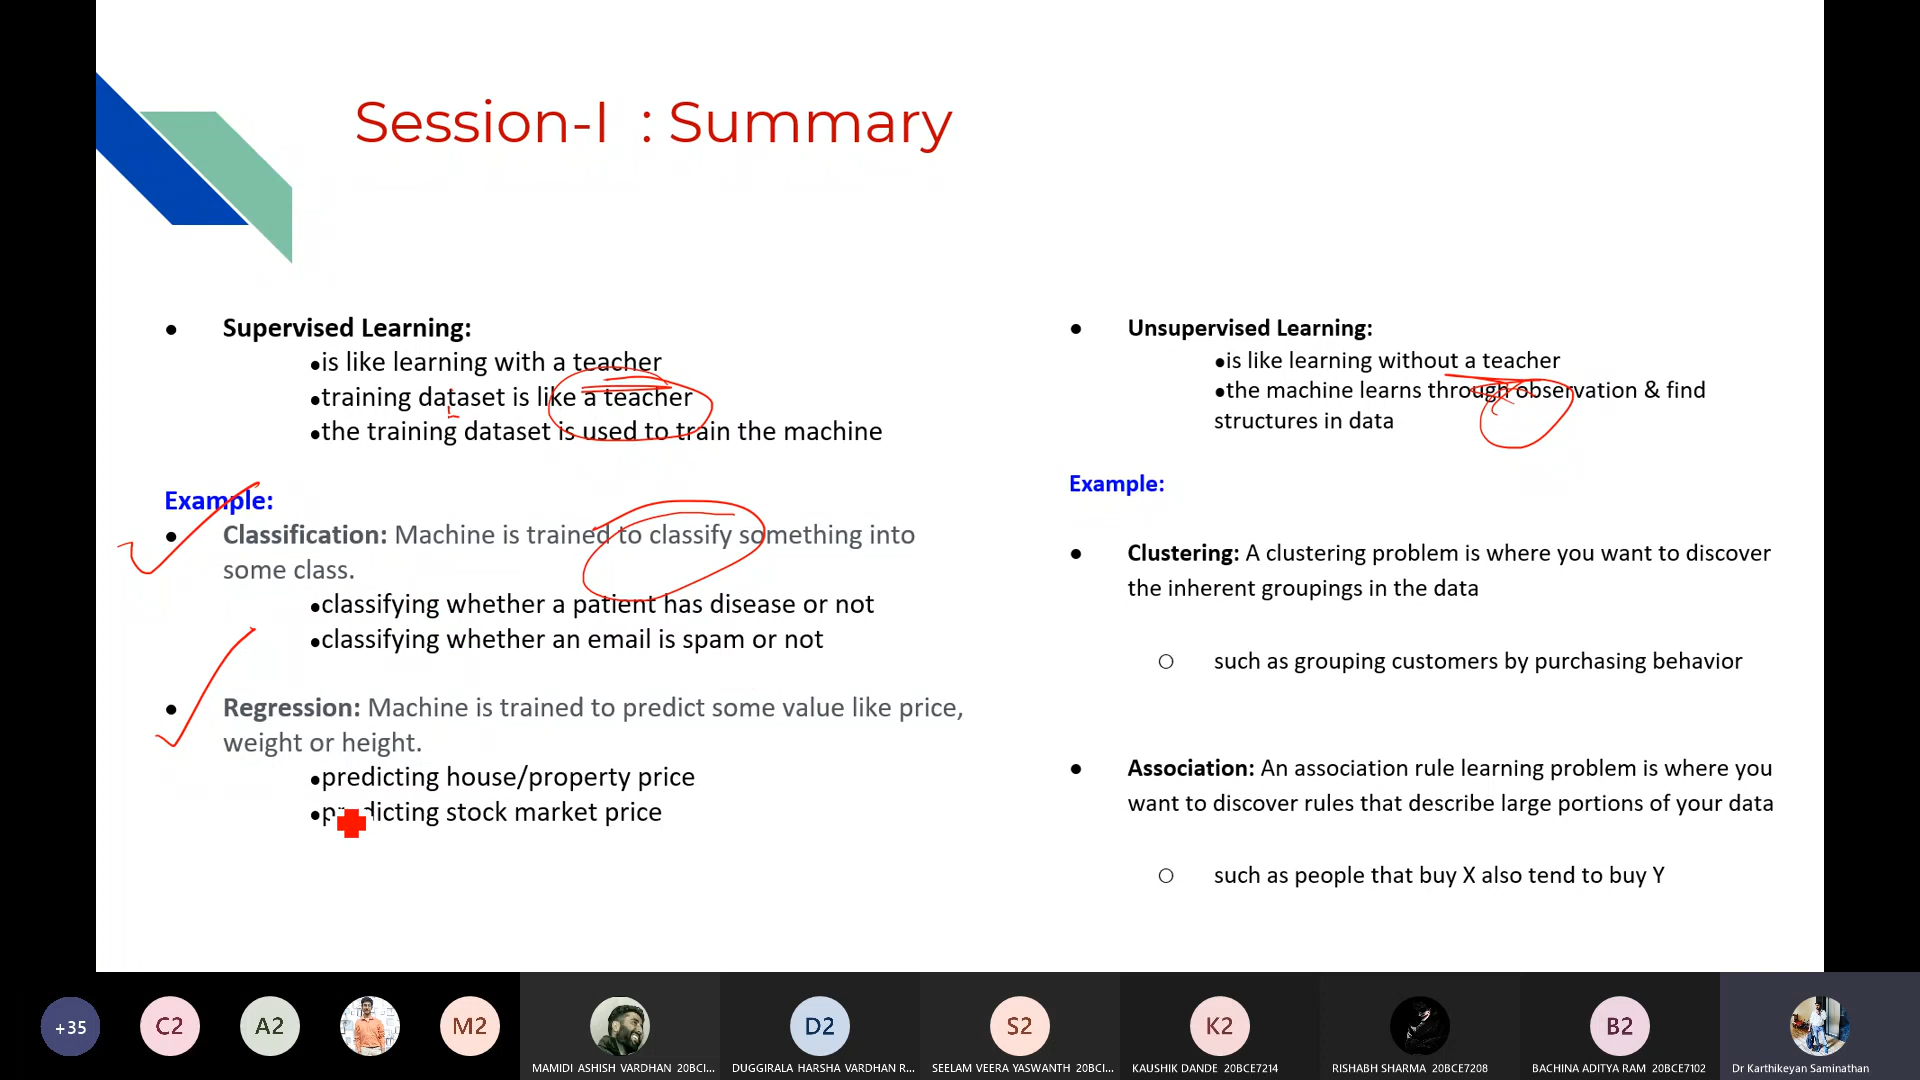 Session-I : Summary
Supervised Learning:
is like learning with a teacher
training dataset is like a teacher
the training dataset is used to train the machine
Example:
Classification: Machine is trained to classify something into
some class.
classifying whether a patient has disease or not
classifying whether an email is spam or not
Regression: Machine is trained to predict some value like price,
weight or height.
predicting house/property price
predicting stock market price
Unsupervised Learning:
is like learning without a teacher
the machine learns through observation & find
structures in data
Example:
Clustering: A clustering problem is where you want to discover
the inherent groupings in the data
such as grouping customers by purchasing behavior
Association: An association rule learning problem is where you
want to discover rules that describe large portions of your data
such as people that buy X also tend to buy Y
+35
C2
A2
M2
D2
S2
K2
B2
MAMIDI ASHISH VARDHAN 20BCI...
DUGGIRALA HARSHA VARDHAN R...
SEELAM VEERA YASWANTH 20BCI...
KAUSHIK DANDE 20BCE7214
RISHABH SHARMA 20BCE7208
BACHINA ADITYA RAM 20BCE7102
Dr Karthikeyan Saminathan